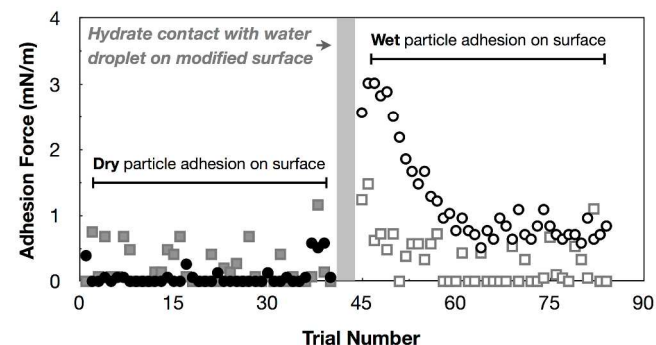 Hydrate contact with water
droplet on modified surface
Wet particle adhesion on surface
Dry particle adhesion on surface
Adhesion Force (mN/m)
4
3
2
1
0
0 15 30 45 60 75 90
Trial Number